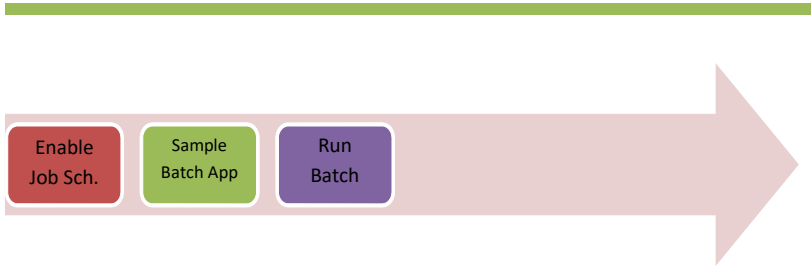 Enable
Job Sch.
Sample
Batch App
Run
Batch